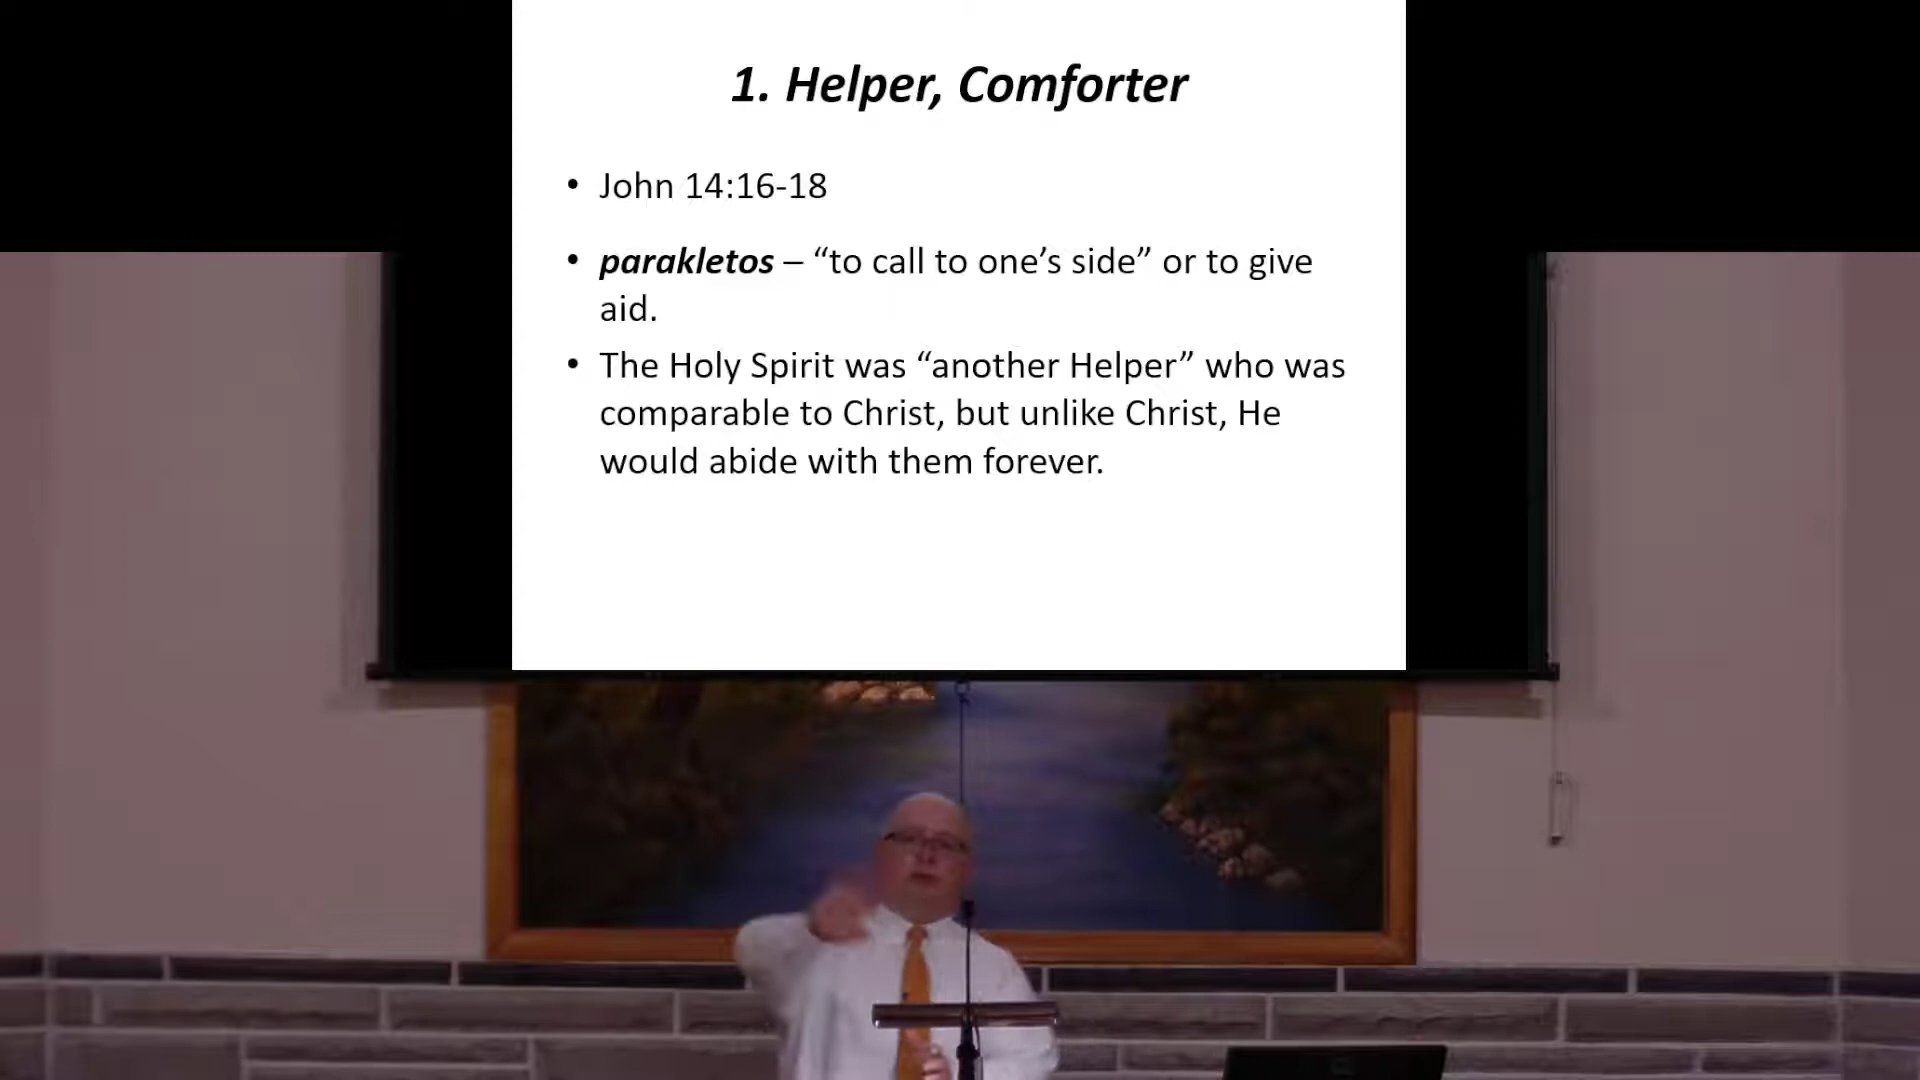 1. Helper, Comforter
• John 14:16-18
• parakletos – “to call to one’s side” or to give
aid.
• The Holy Spirit was “another Helper” who was
comparable to Christ, but unlike Christ, He
would abide with them forever.